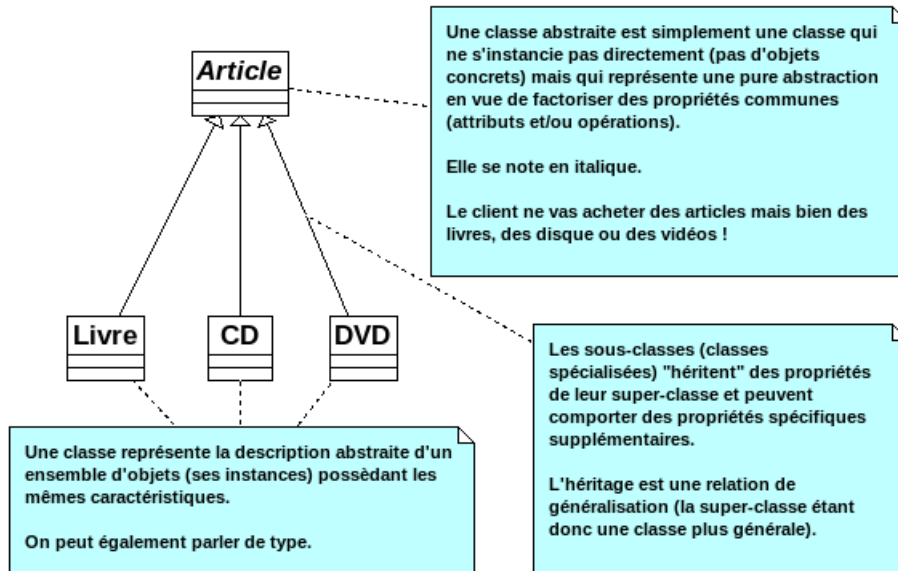 Article
Une classe abstraite est simplement une classe qui
ne s'instancie pas directement (pas d'objets
concrets) mais qui représente une pure abstraction
en vue de factoriser des propriétés communes
(attributs et/ou opérations).
Elle se note en italique.
Le client ne vas acheter des articles mais bien des
livres, des disque ou des vidéos !
Livre
CD
DVD
Les sous-classes (classes
spécialisées) "héritent" des propriétés
de leur super-classe et peuvent
comporter des propriétés spécifiques
supplémentaires.
L'héritage est une relation de
généralisation (la super-classe étant
donc une classe plus générale).
Une classe représente la description abstraite d'un
ensemble d'objets (ses instances) possèdant les
mêmes caractéristiques.
On peut également parler de type.